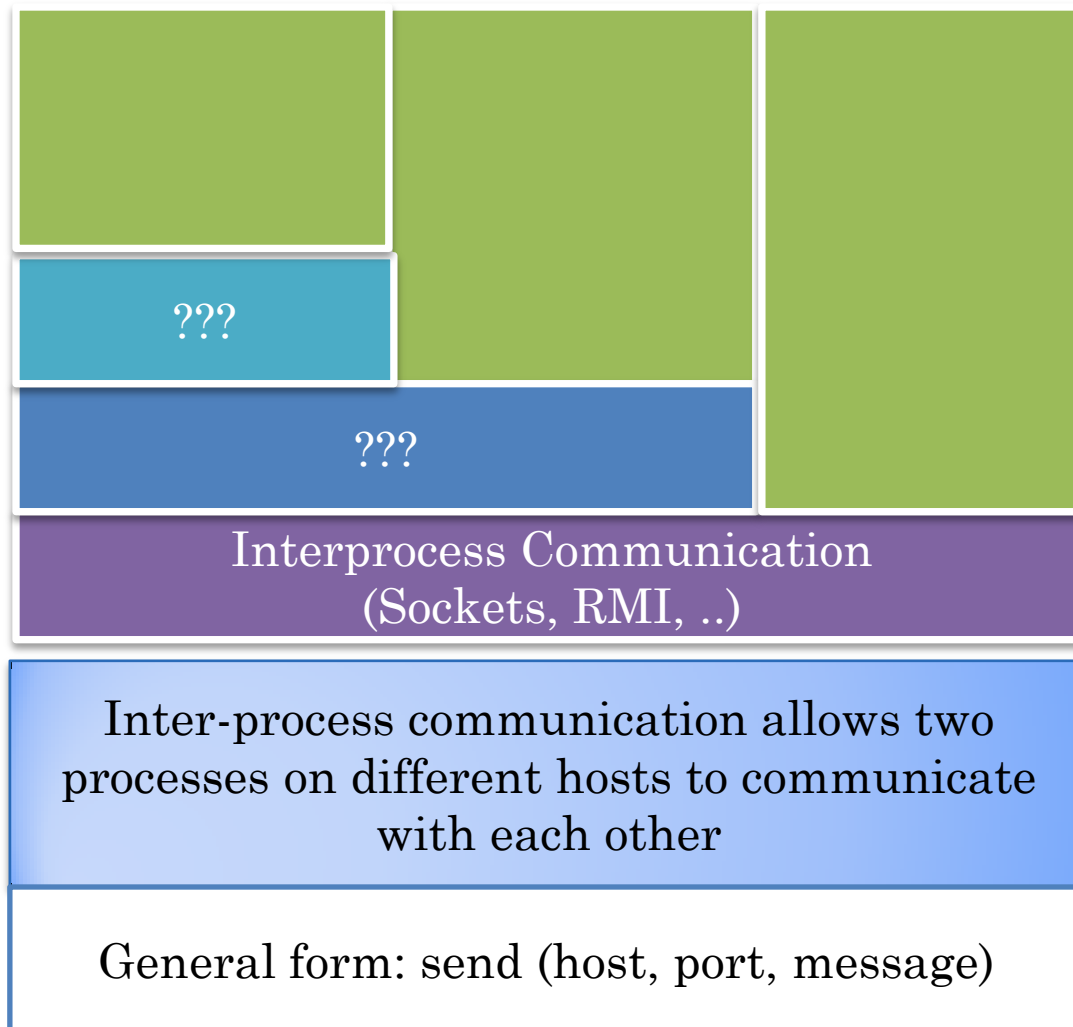 ???
???
Interprocess Communication
(Sockets, RMI, ..)
Inter-process communication allows two
processes on different hosts to communicate
with each other
General form: send (host, port, message)